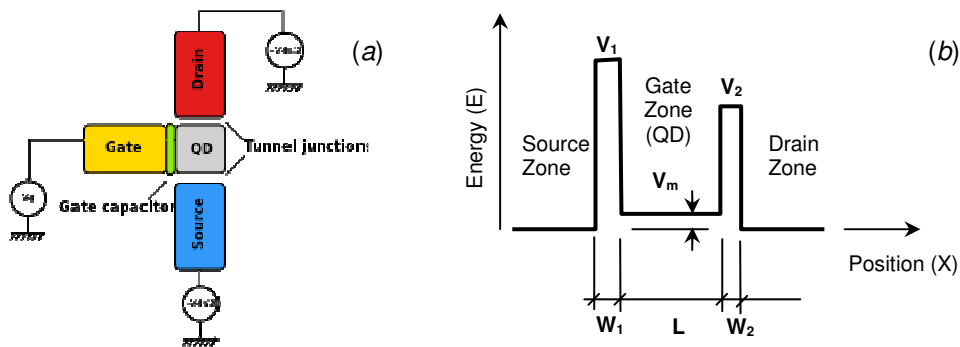 (a)
Drain
Gate
QD
Tunnel junctions
Gate capacitor
Source
(b)
Energy (E)
V1
Gate
Zone
(QD)
V2
Source
Zone
Drain
Zone
Vm
Position (X)
W1
L
W2